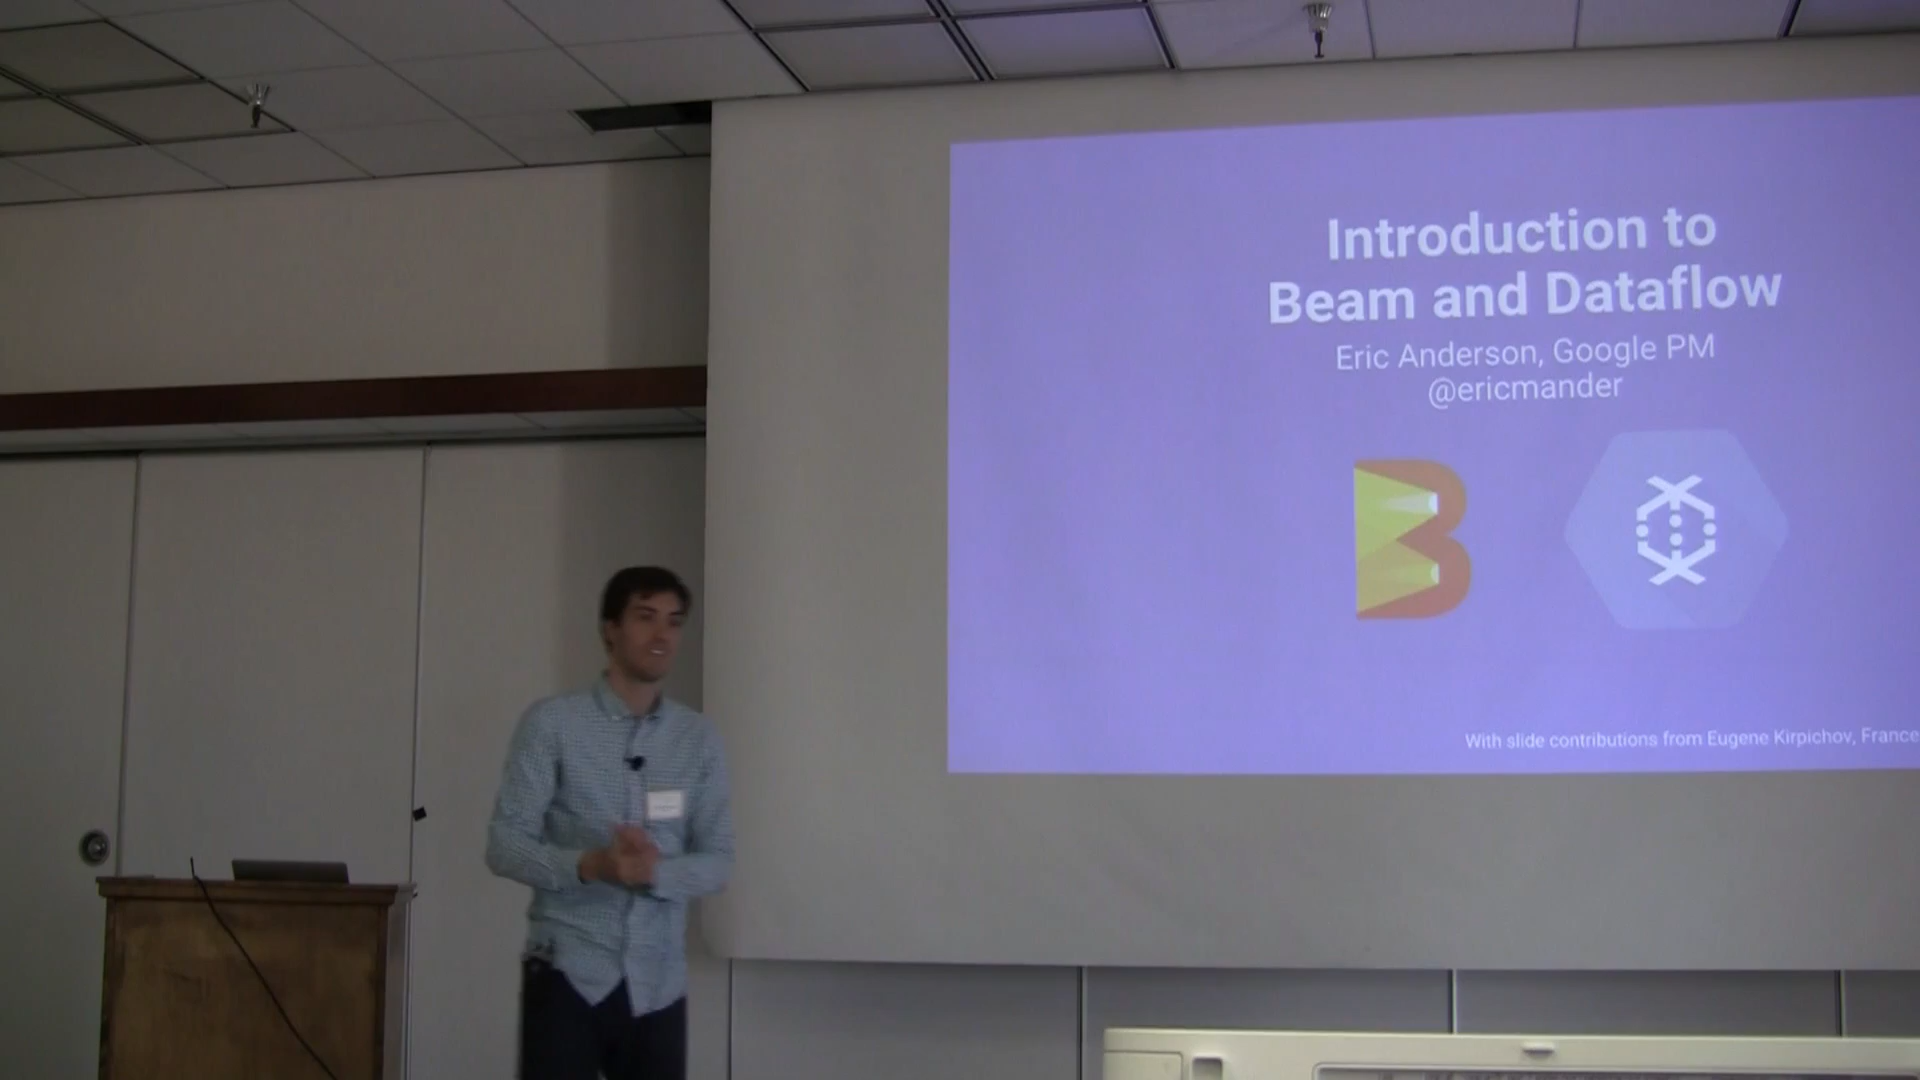 Introduction to
Beam and Dataflow
Eric Anderson, Google PM
@ericmander
With slide contributions from Eugene Kirpichov, France